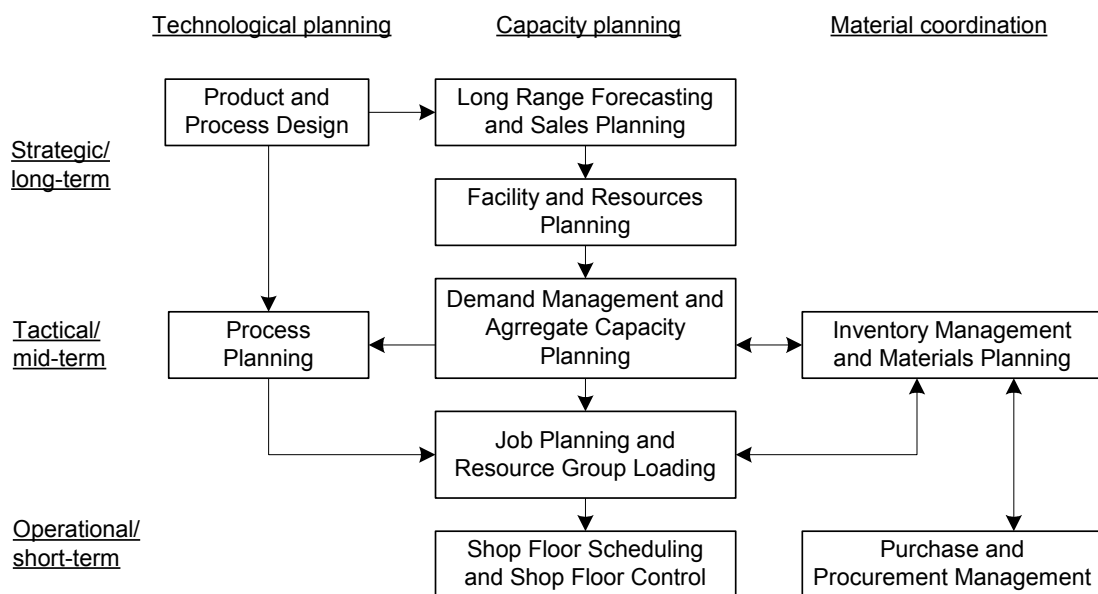 Technological planning
Capacity planning
Material coordination
Product and
Process Design
Long Range Forecasting
and Sales Planning
Strategic/
long-term
Facility and Resources
Planning
Tactical/
mid-term
Process
Planning
Demand Management and
Agrregate Capacity
Planning
Inventory Management
and Materials Planning
Job Planning and
Resource Group Loading
Operational/
short-term
Shop Floor Scheduling
and Shop Floor Control
Purchase and
Procurement Management